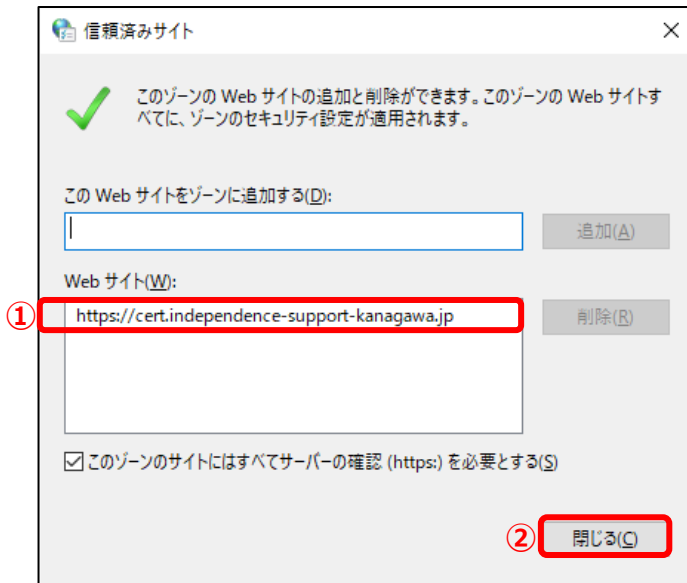 信頼済みサイト
このゾーンの Web サイトの追加と削除ができます。このゾーンの Web サイトす
べてに、ゾーンのセキュリティ設定が適用されます。
この Web サイトをゾーンに追加する(D):
追加(A)
Web サイト(W):
① https://cert.independence-support-kanagawa.jp
削除(R)
このゾーンのサイトにはすべてサーバーの確認 (https:) を必要とする(S)
② 閉じる(C)